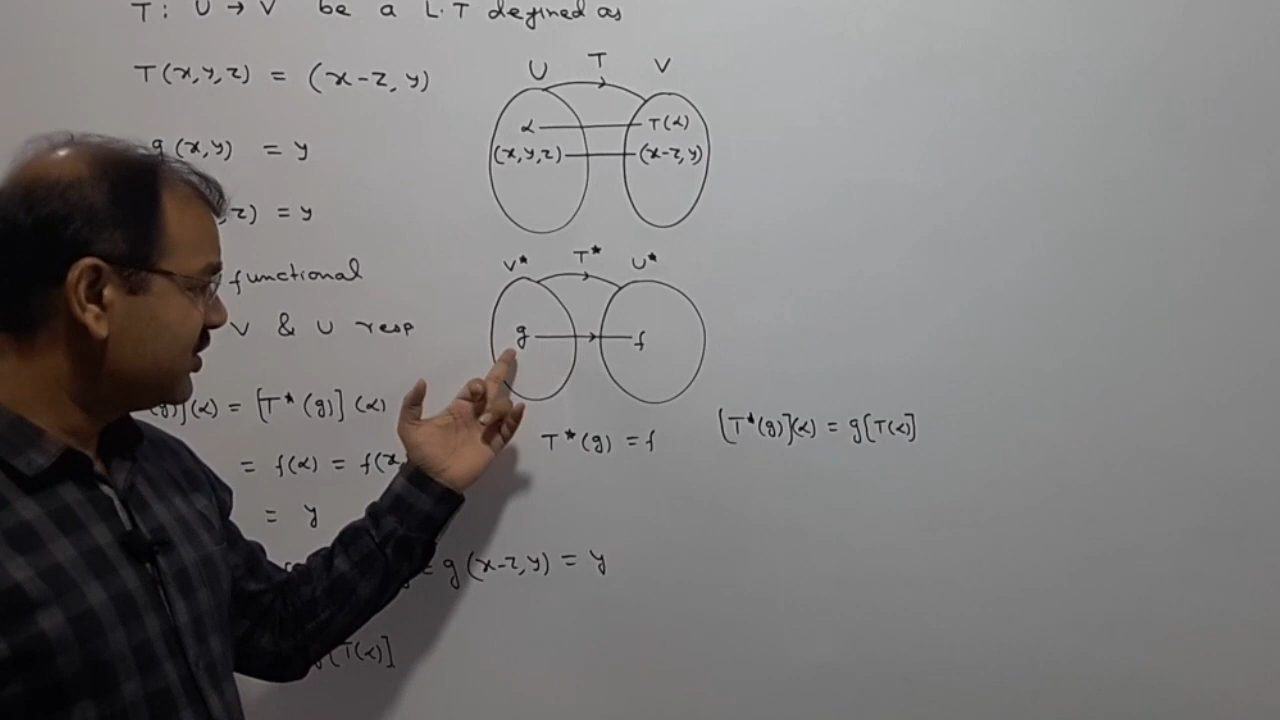 T : U → V be a L.T defined as
T(x,y,z) = (x-z, y)
g(x,y) = y
,z) = y
functional
V & U resp
(g)](α) = [T*(g)](α)
= f(α) = f(x
= y
= g(x-z,y) = y
[T(α)]
U T V
α T(α)
(x,y,z) (x-z,y)
V* T* U*
g f
T*(g) = f
[T*(g)](α) = g[T(α)]